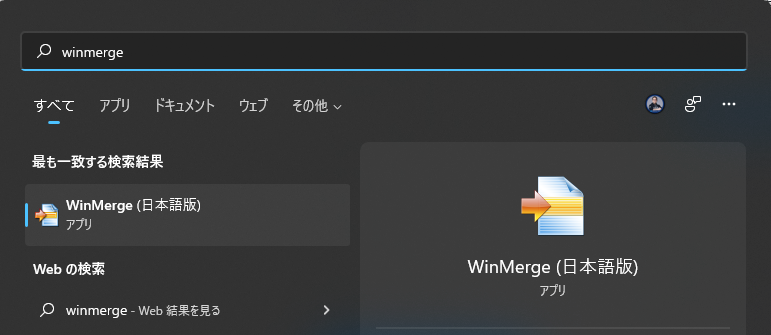 winmerge
すべて アプリ ドキュメント ウェブ その他
最も一致する検索結果
WinMerge (日本語版)
アプリ
Web の検索
winmerge - Web 結果を見る
WinMerge (日本語版)
アプリ